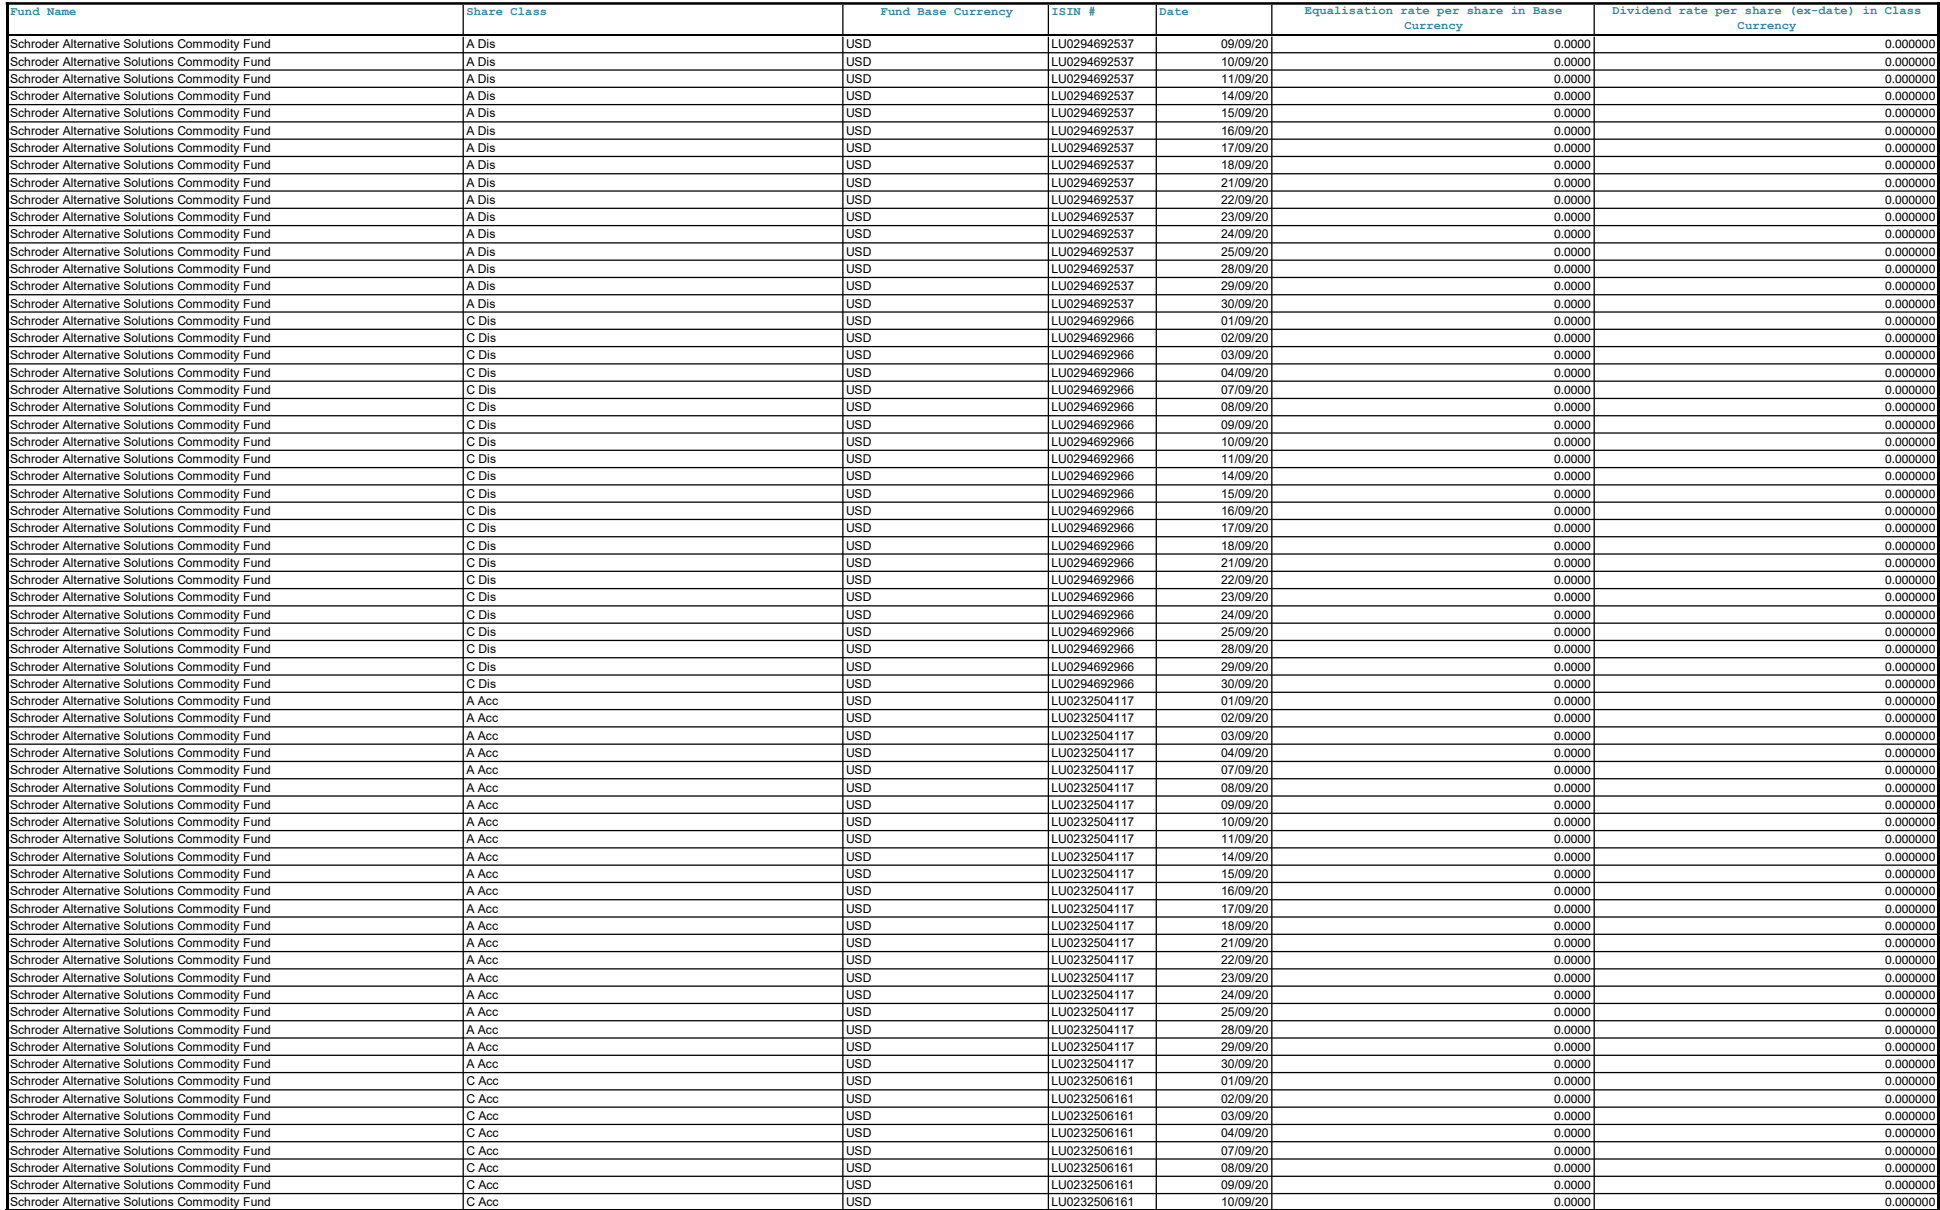 Fund Name Share Class Fund Base Currency ISIN # Date Equalisation rate per share in Base Currency Dividend rate per share (ex-date) in Class Currency
Schroder Alternative Solutions Commodity Fund A Dis USD LU0294692537 09/09/20 0.0000 0.000000
Schroder Alternative Solutions Commodity Fund A Dis USD LU0294692537 10/09/20 0.0000 0.000000
Schroder Alternative Solutions Commodity Fund A Dis USD LU0294692537 11/09/20 0.0000 0.000000
Schroder Alternative Solutions Commodity Fund A Dis USD LU0294692537 14/09/20 0.0000 0.000000
Schroder Alternative Solutions Commodity Fund A Dis USD LU0294692537 15/09/20 0.0000 0.000000
Schroder Alternative Solutions Commodity Fund A Dis USD LU0294692537 16/09/20 0.0000 0.000000
Schroder Alternative Solutions Commodity Fund A Dis USD LU0294692537 17/09/20 0.0000 0.000000
Schroder Alternative Solutions Commodity Fund A Dis USD LU0294692537 18/09/20 0.0000 0.000000
Schroder Alternative Solutions Commodity Fund A Dis USD LU0294692537 21/09/20 0.0000 0.000000
Schroder Alternative Solutions Commodity Fund A Dis USD LU0294692537 22/09/20 0.0000 0.000000
Schroder Alternative Solutions Commodity Fund A Dis USD LU0294692537 23/09/20 0.0000 0.000000
Schroder Alternative Solutions Commodity Fund A Dis USD LU0294692537 24/09/20 0.0000 0.000000
Schroder Alternative Solutions Commodity Fund A Dis USD LU0294692537 25/09/20 0.0000 0.000000
Schroder Alternative Solutions Commodity Fund A Dis USD LU0294692537 28/09/20 0.0000 0.000000
Schroder Alternative Solutions Commodity Fund A Dis USD LU0294692537 29/09/20 0.0000 0.000000
Schroder Alternative Solutions Commodity Fund A Dis USD LU0294692537 30/09/20 0.0000 0.000000
Schroder Alternative Solutions Commodity Fund C Dis USD LU0294692966 01/09/20 0.0000 0.000000
Schroder Alternative Solutions Commodity Fund C Dis USD LU0294692966 02/09/20 0.0000 0.000000
Schroder Alternative Solutions Commodity Fund C Dis USD LU0294692966 03/09/20 0.0000 0.000000
Schroder Alternative Solutions Commodity Fund C Dis USD LU0294692966 04/09/20 0.0000 0.000000
Schroder Alternative Solutions Commodity Fund C Dis USD LU0294692966 07/09/20 0.0000 0.000000
Schroder Alternative Solutions Commodity Fund C Dis USD LU0294692966 08/09/20 0.0000 0.000000
Schroder Alternative Solutions Commodity Fund C Dis USD LU0294692966 09/09/20 0.0000 0.000000
Schroder Alternative Solutions Commodity Fund C Dis USD LU0294692966 10/09/20 0.0000 0.000000
Schroder Alternative Solutions Commodity Fund C Dis USD LU0294692966 11/09/20 0.0000 0.000000
Schroder Alternative Solutions Commodity Fund C Dis USD LU0294692966 14/09/20 0.0000 0.000000
Schroder Alternative Solutions Commodity Fund C Dis USD LU0294692966 15/09/20 0.0000 0.000000
Schroder Alternative Solutions Commodity Fund C Dis USD LU0294692966 16/09/20 0.0000 0.000000
Schroder Alternative Solutions Commodity Fund C Dis USD LU0294692966 17/09/20 0.0000 0.000000
Schroder Alternative Solutions Commodity Fund C Dis USD LU0294692966 18/09/20 0.0000 0.000000
Schroder Alternative Solutions Commodity Fund C Dis USD LU0294692966 21/09/20 0.0000 0.000000
Schroder Alternative Solutions Commodity Fund C Dis USD LU0294692966 22/09/20 0.0000 0.000000
Schroder Alternative Solutions Commodity Fund C Dis USD LU0294692966 23/09/20 0.0000 0.000000
Schroder Alternative Solutions Commodity Fund C Dis USD LU0294692966 24/09/20 0.0000 0.000000
Schroder Alternative Solutions Commodity Fund C Dis USD LU0294692966 25/09/20 0.0000 0.000000
Schroder Alternative Solutions Commodity Fund C Dis USD LU0294692966 28/09/20 0.0000 0.000000
Schroder Alternative Solutions Commodity Fund C Dis USD LU0294692966 29/09/20 0.0000 0.000000
Schroder Alternative Solutions Commodity Fund C Dis USD LU0294692966 30/09/20 0.0000 0.000000
Schroder Alternative Solutions Commodity Fund A Acc USD LU0232504117 01/09/20 0.0000 0.000000
Schroder Alternative Solutions Commodity Fund A Acc USD LU0232504117 02/09/20 0.0000 0.000000
Schroder Alternative Solutions Commodity Fund A Acc USD LU0232504117 03/09/20 0.0000 0.000000
Schroder Alternative Solutions Commodity Fund A Acc USD LU0232504117 04/09/20 0.0000 0.000000
Schroder Alternative Solutions Commodity Fund A Acc USD LU0232504117 07/09/20 0.0000 0.000000
Schroder Alternative Solutions Commodity Fund A Acc USD LU0232504117 08/09/20 0.0000 0.000000
Schroder Alternative Solutions Commodity Fund A Acc USD LU0232504117 09/09/20 0.0000 0.000000
Schroder Alternative Solutions Commodity Fund A Acc USD LU0232504117 10/09/20 0.0000 0.000000
Schroder Alternative Solutions Commodity Fund A Acc USD LU0232504117 11/09/20 0.0000 0.000000
Schroder Alternative Solutions Commodity Fund A Acc USD LU0232504117 14/09/20 0.0000 0.000000
Schroder Alternative Solutions Commodity Fund A Acc USD LU0232504117 15/09/20 0.0000 0.000000
Schroder Alternative Solutions Commodity Fund A Acc USD LU0232504117 16/09/20 0.0000 0.000000
Schroder Alternative Solutions Commodity Fund A Acc USD LU0232504117 17/09/20 0.0000 0.000000
Schroder Alternative Solutions Commodity Fund A Acc USD LU0232504117 18/09/20 0.0000 0.000000
Schroder Alternative Solutions Commodity Fund A Acc USD LU0232504117 21/09/20 0.0000 0.000000
Schroder Alternative Solutions Commodity Fund A Acc USD LU0232504117 22/09/20 0.0000 0.000000
Schroder Alternative Solutions Commodity Fund A Acc USD LU0232504117 23/09/20 0.0000 0.000000
Schroder Alternative Solutions Commodity Fund A Acc USD LU0232504117 24/09/20 0.0000 0.000000
Schroder Alternative Solutions Commodity Fund A Acc USD LU0232504117 25/09/20 0.0000 0.000000
Schroder Alternative Solutions Commodity Fund A Acc USD LU0232504117 28/09/20 0.0000 0.000000
Schroder Alternative Solutions Commodity Fund A Acc USD LU0232504117 29/09/20 0.0000 0.000000
Schroder Alternative Solutions Commodity Fund A Acc USD LU0232504117 30/09/20 0.0000 0.000000
Schroder Alternative Solutions Commodity Fund C Acc USD LU0232506161 01/09/20 0.0000 0.000000
Schroder Alternative Solutions Commodity Fund C Acc USD LU0232506161 02/09/20 0.0000 0.000000
Schroder Alternative Solutions Commodity Fund C Acc USD LU0232506161 03/09/20 0.0000 0.000000
Schroder Alternative Solutions Commodity Fund C Acc USD LU0232506161 04/09/20 0.0000 0.000000
Schroder Alternative Solutions Commodity Fund C Acc USD LU0232506161 07/09/20 0.0000 0.000000
Schroder Alternative Solutions Commodity Fund C Acc USD LU0232506161 08/09/20 0.0000 0.000000
Schroder Alternative Solutions Commodity Fund C Acc USD LU0232506161 09/09/20 0.0000 0.000000
Schroder Alternative Solutions Commodity Fund C Acc USD LU0232506161 10/09/20 0.0000 0.000000